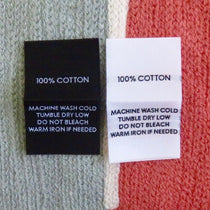 100% COTTON
MACHINE WASH COLD
TUMBLE DRY LOW
DO NOT BLEACH
WARM IRON IF NEEDED
100% COTTON
MACHINE WASH COLD
TUMBLE DRY LOW
DO NOT BLEACH
WARM IRON IF NEEDED